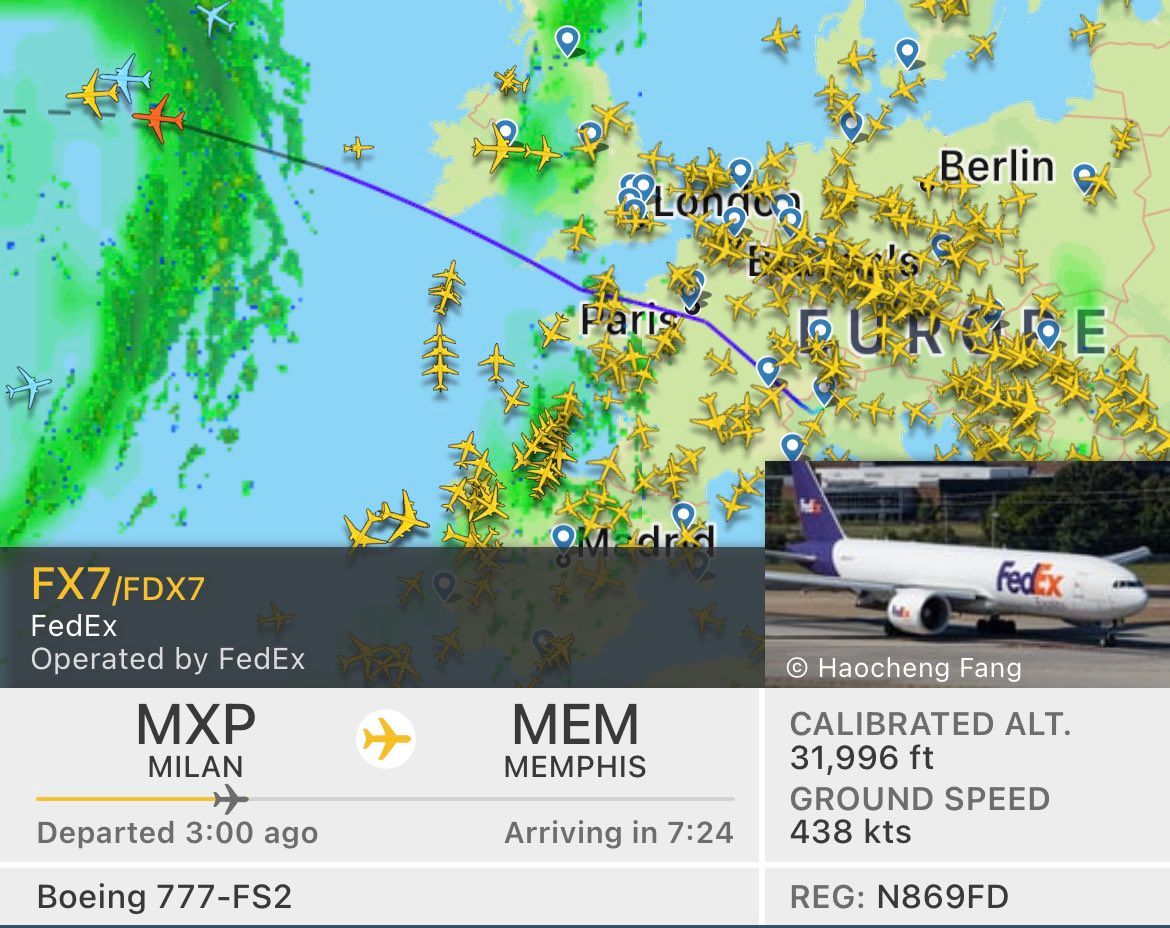 Berlin
London
Paris
EUROPE
Madrid
FedEx
FedEx
FedEx
© Haocheng Fang
FX7/FDX7
FedEx
Operated by FedEx
MXP
MILAN
MEM
MEMPHIS
Departed 3:00 ago
Arriving in 7:24
CALIBRATED ALT.
31,996 ft
GROUND SPEED
438 kts
Boeing 777-FS2
REG: N869FD